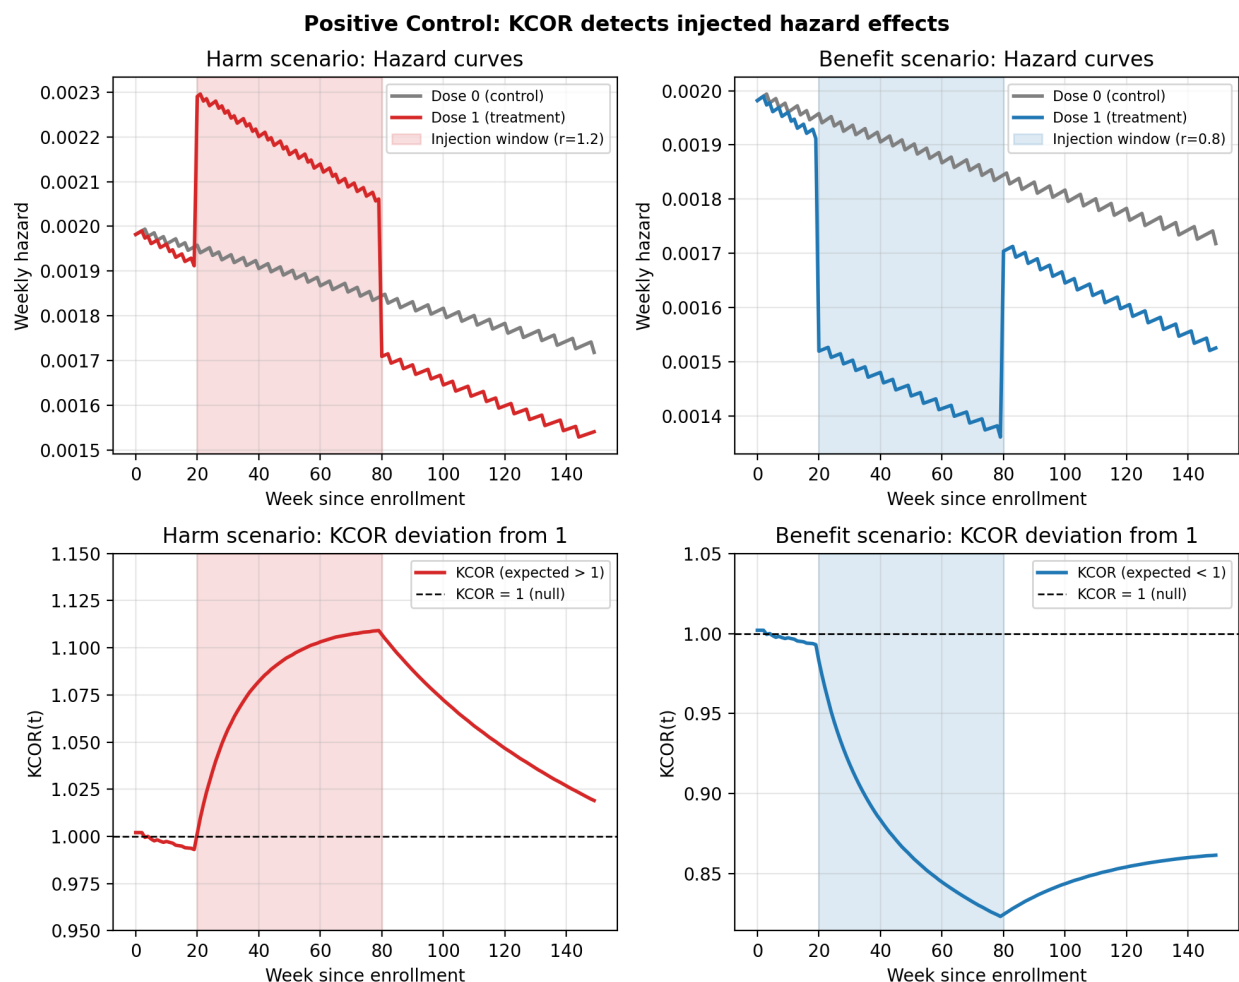 Positive Control: KCOR detects injected hazard effects
Harm scenario: Hazard curves
0.0023
0.0022
0.0021
0.0020
0.0019
0.0018
0.0017
0.0016
0.0015
Weekly hazard
Dose 0 (control)
Dose 1 (treatment)
Injection window (r=1.2)
0 20 40 60 80 100 120 140
Week since enrollment
Benefit scenario: Hazard curves
0.0020
0.0019
0.0018
0.0017
0.0016
0.0015
0.0014
Weekly hazard
Dose 0 (control)
Dose 1 (treatment)
Injection window (r=0.8)
0 20 40 60 80 100 120 140
Week since enrollment
Harm scenario: KCOR deviation from 1
1.150
1.125
1.100
1.075
1.050
1.025
1.000
0.975
0.950
KCOR(t)
KCOR (expected > 1)
KCOR = 1 (null)
0 20 40 60 80 100 120 140
Week since enrollment
Benefit scenario: KCOR deviation from 1
1.05
1.00
0.95
0.90
0.85
KCOR(t)
KCOR (expected < 1)
KCOR = 1 (null)
0 20 40 60 80 100 120 140
Week since enrollment